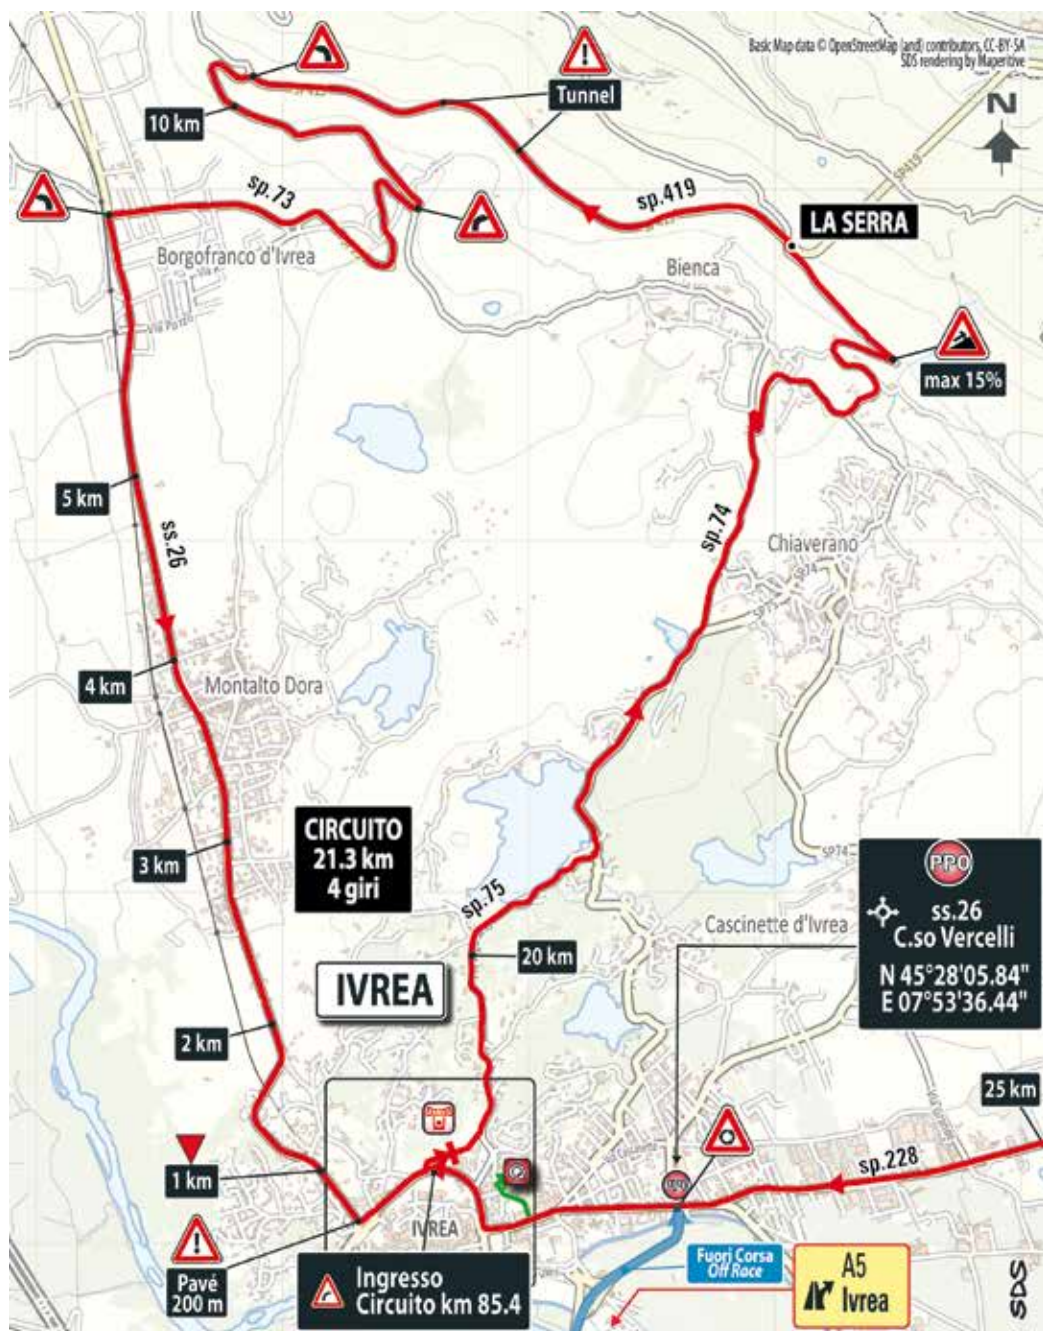 Basic Map data © OpenStreetMap (and) contributors, CC-BY-SA
SDS rendering by Maperitive
N
Tunnel
10 km
SP419
sp.73
sp.419
LA SERRA
Borgofranco d'Ivrea
Bienca
max 15%
5 km
ss.26
sp.74
Chiaverano
SP74
SP75
4 km
Montalto Dora
CIRCUITO
21.3 km
4 giri
3 km
SP74
PPO
ss.26
C.so Vercelli
N 45°28'05.84"
E 07°53'36.44"
sp.75
Cascinette d'Ivrea
20 km
IVREA
2 km
25 km
1 km
sp.228
IVREA
Pavé
200 m
Ingresso
Circuito km 85.4
Fuori Corsa
Off Race
A5
Ivrea
SDS